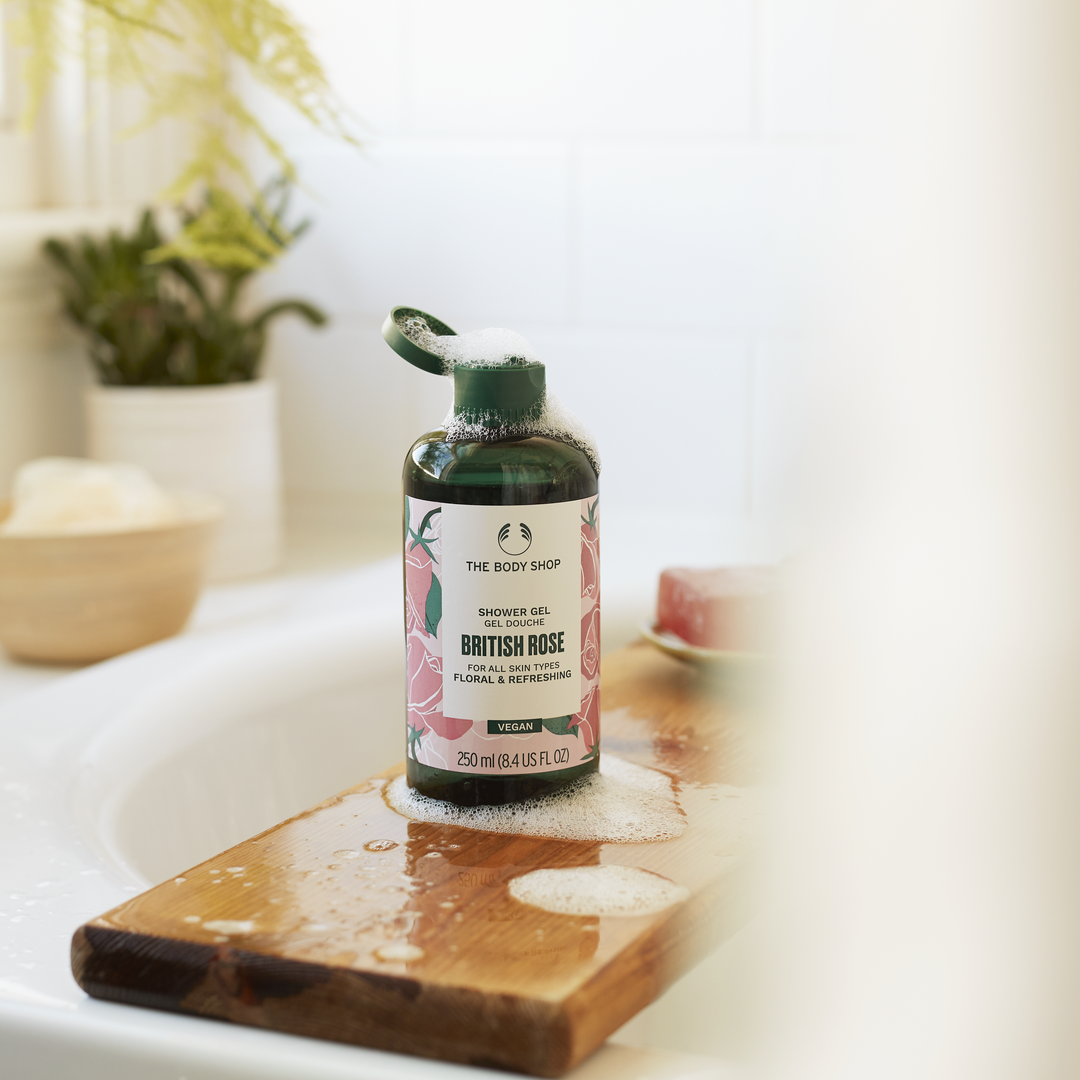 THE BODY SHOP
SHOWER GEL
GEL DOUCHE
BRITISH ROSE
FOR ALL SKIN TYPES
FLORAL & REFRESHING
VEGAN
250 ml (8.4 US FL OZ)